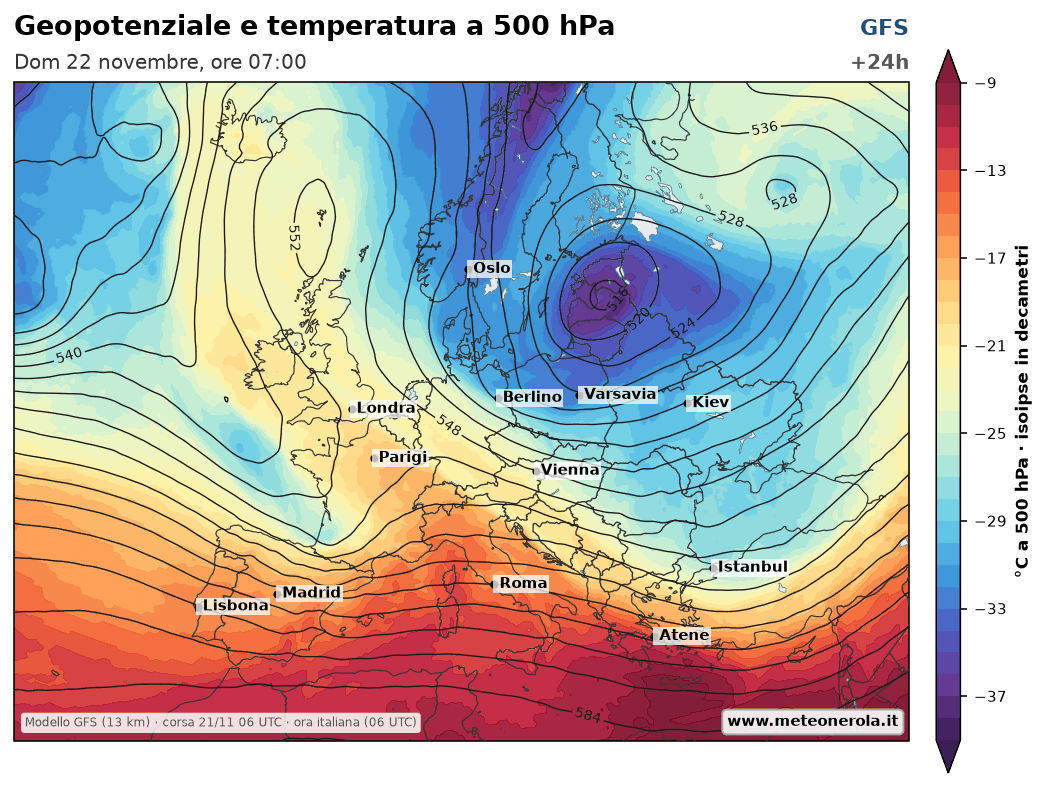 Geopotenziale e temperatura a 500 hPa
GFS
Dom 22 novembre, ore 07:00
+24h
536
528
528
552
Oslo
516
520
524
540
Berlino
Varsavia
Kiev
Londra
548
Parigi
Vienna
Istanbul
Roma
Madrid
Lisbona
Atene
584
Modello GFS (13 km) · corsa 21/11 06 UTC · ora italiana (06 UTC)
www.meteonerola.it
−9
−13
−17
−21
−25
−29
−33
−37
°C a 500 hPa · isoipse in decametri